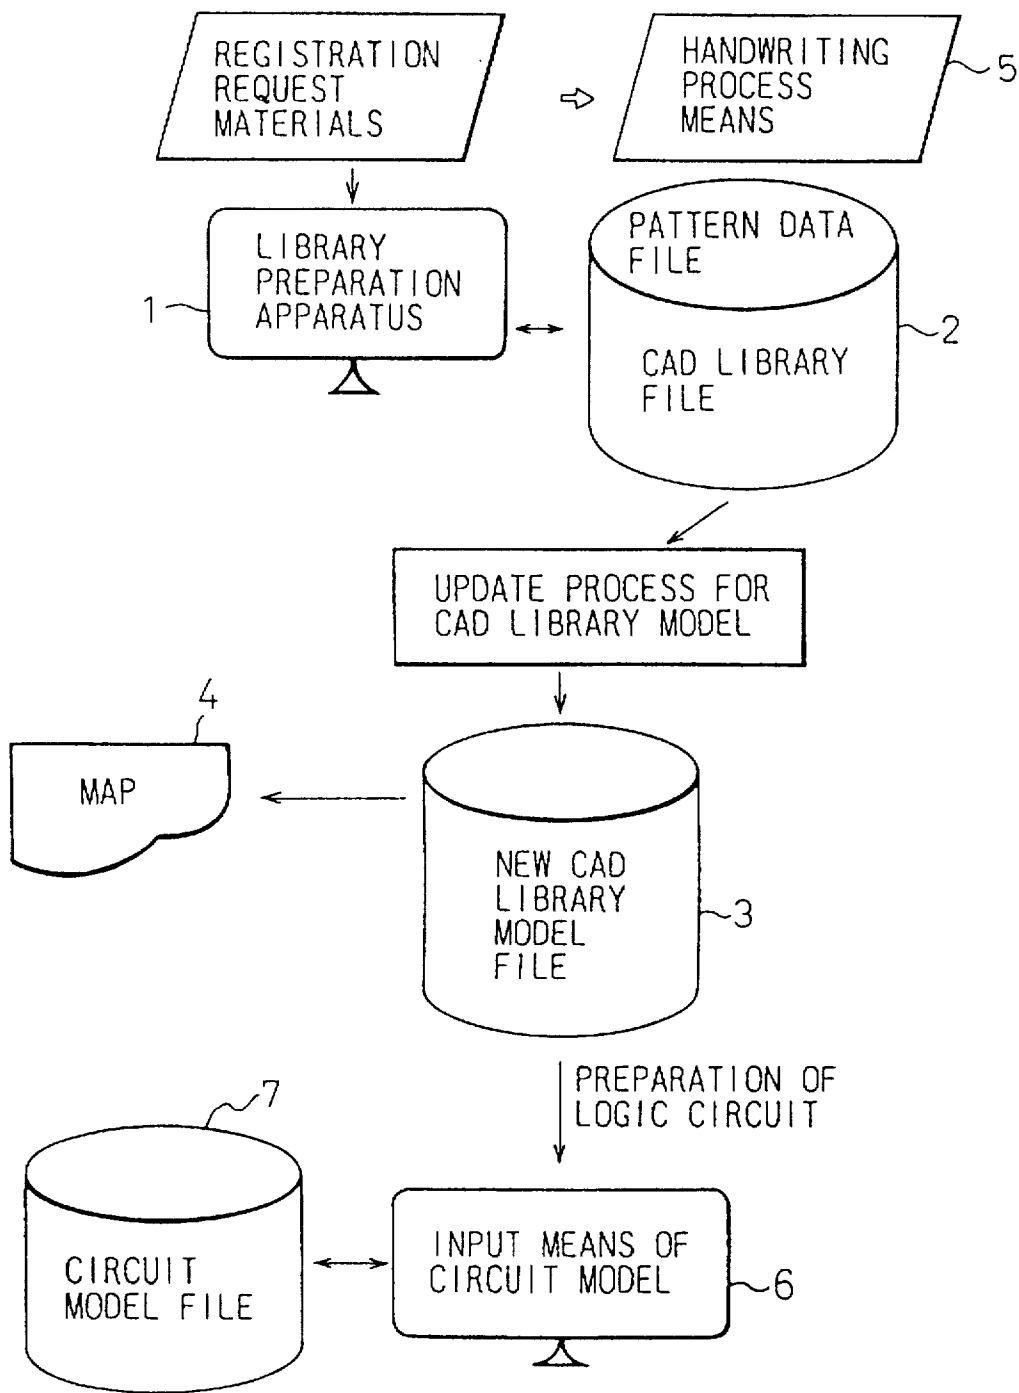 REGISTRATION
REQUEST
MATERIALS
HANDWRITING
PROCESS
MEANS
5
LIBRARY
PREPARATION
APPARATUS
1
PATTERN DATA
FILE
CAD LIBRARY
FILE
2
UPDATE PROCESS FOR
CAD LIBRARY MODEL
4
MAP
NEW CAD
LIBRARY
MODEL
FILE
3
PREPARATION OF
LOGIC CIRCUIT
7
CIRCUIT
MODEL FILE
INPUT MEANS OF
CIRCUIT MODEL
6